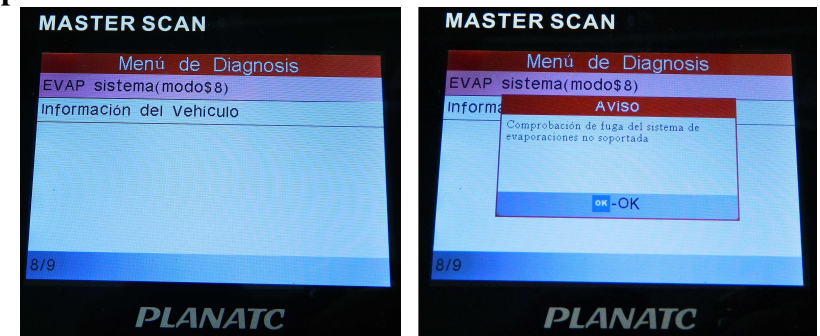 MASTER SCAN
Menú de Diagnosis
EVAP sistema(modo$8)
Información del Vehículo
8/9
PLANATC
MASTER SCAN
Menú de Diagnosis
EVAP sistema(modo$8)
Informa
Aviso
Comprobación de fuga del sistema de
evaporaciones no soportada
OK-OK
8/9
PLANATC